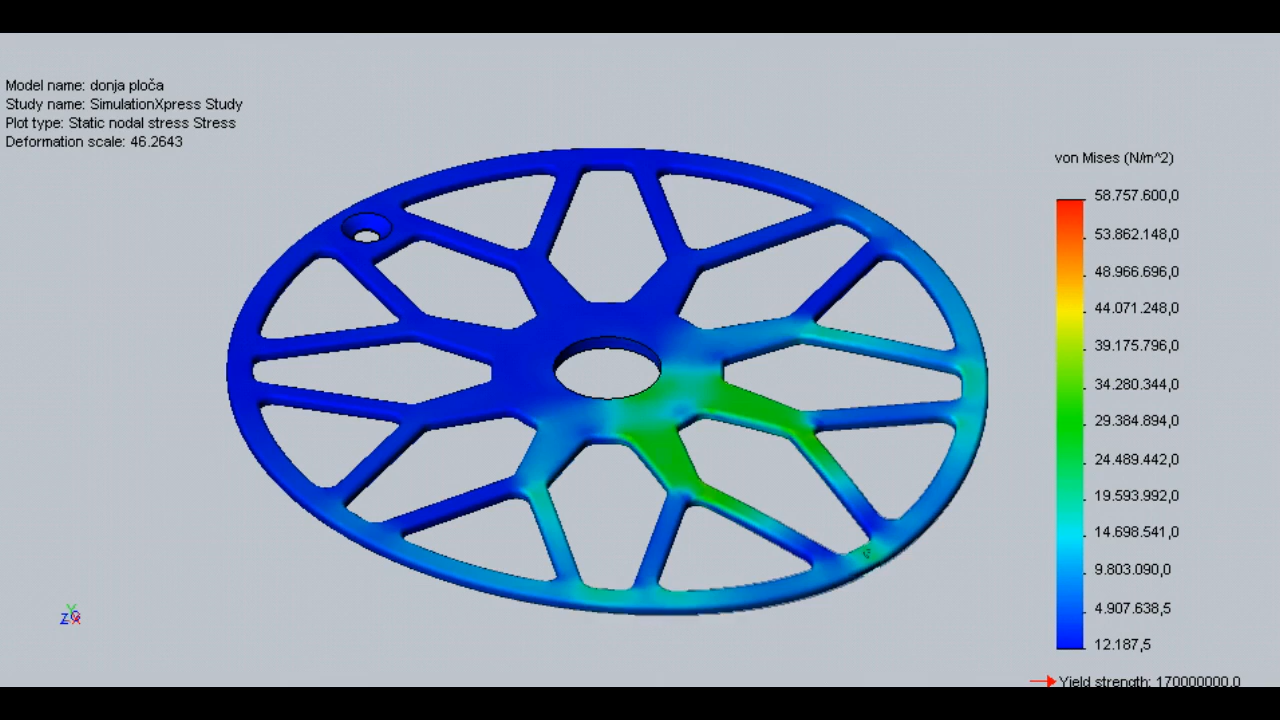 Model name: donja ploča
Study name: SimulationXpress Study
Plot type: Static nodal stress Stress
Deformation scale: 46.2643
von Mises (N/m^2)
58.757.600,0
53.862.148,0
48.966.696,0
44.071.248,0
39.175.796,0
34.280.344,0
29.384.894,0
24.489.442,0
19.593.992,0
14.698.541,0
9.803.090,0
4.907.638,5
12.187,5
Yield strength: 170000000,0